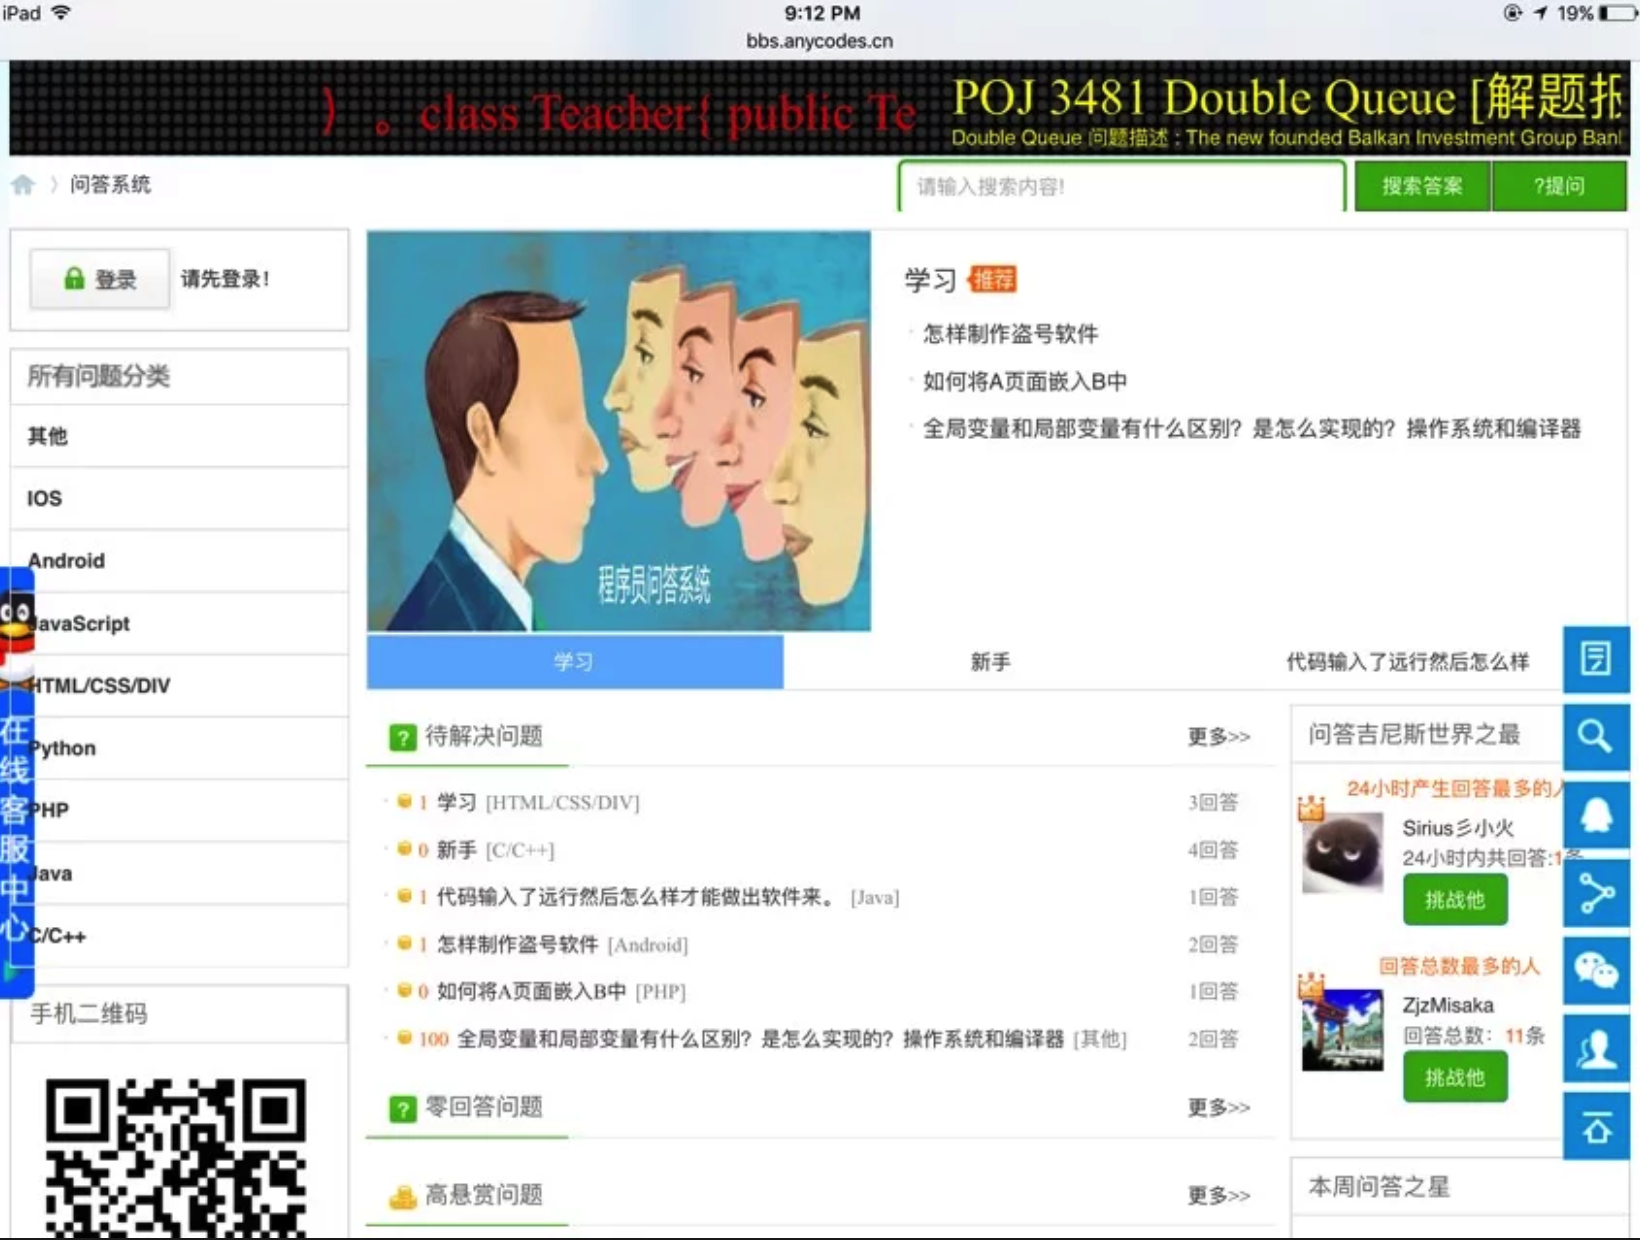 iPad
9:12 PM
19%
bbs.anycodes.cn
）。class Teacher{ public Te
POJ 3481 Double Queue [解题报
Double Queue 问题描述 : The new founded Balkan Investment Group Banl
问答系统
请输入搜索内容!
搜索答案
?提问
登录
请先登录!
所有问题分类
其他
IOS
Android
JavaScript
HTML/CSS/DIV
Python
PHP
Java
C/C++
在线客服中心
手机二维码
程序员问答系统
学习 推荐
怎样制作盗号软件
如何将A页面嵌入B中
全局变量和局部变量有什么区别？是怎么实现的？操作系统和编译器
学习
新手
代码输入了远行然后怎么样
待解决问题
更多>>
1 学习 [HTML/CSS/DIV] 3回答
0 新手 [C/C++] 4回答
1 代码输入了远行然后怎么样才能做出软件来。 [Java] 1回答
1 怎样制作盗号软件 [Android] 2回答
0 如何将A页面嵌入B中 [PHP] 1回答
100 全局变量和局部变量有什么区别？是怎么实现的？操作系统和编译器 [其他] 2回答
零回答问题
更多>>
高悬赏问题
更多>>
问答吉尼斯世界之最
24小时产生回答最多的人
Sirius彡小火
24小时内共回答:1条
挑战他
回答总数最多的人
ZjzMisaka
回答总数：11条
挑战他
本周问答之星